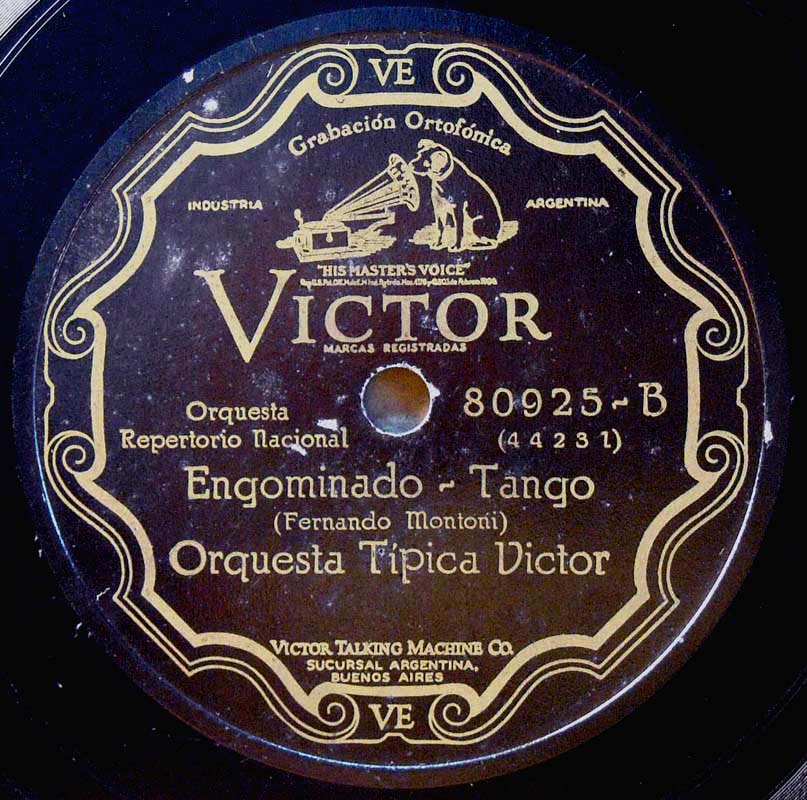 VE
Grabación Ortofónica
INDUSTRIA ARGENTINA
"HIS MASTER'S VOICE"
VICTOR
MARCAS REGISTRADAS
Orquesta
Repertorio Nacional
80925-B
(44231)
Engominado - Tango
(Fernando Montoni)
Orquesta Típica Victor
VICTOR TALKING MACHINE CO.
SUCURSAL ARGENTINA,
BUENOS AIRES
VE